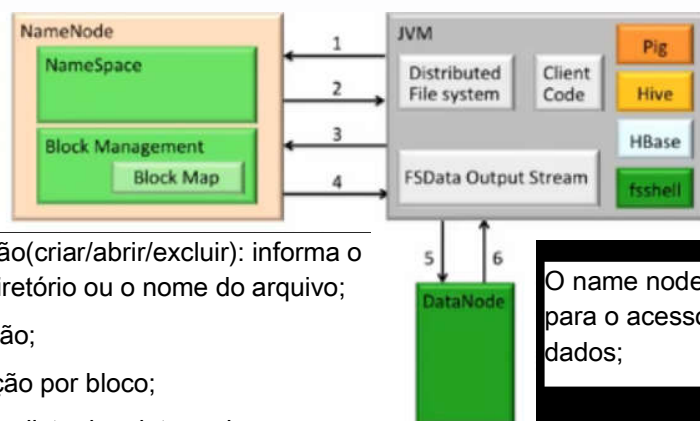 NameNode
NameSpace
Block Management
Block Map
1
2
3
4
JVM
Distributed
File system
Client
Code
FSData Output Stream
Pig
Hive
HBase
fsshell
5
6
DataNode
ão(criar/abrir/excluir): informa o
iretório ou o nome do arquivo;
ão;
ção por bloco;
O name node
para o acesso
dados;